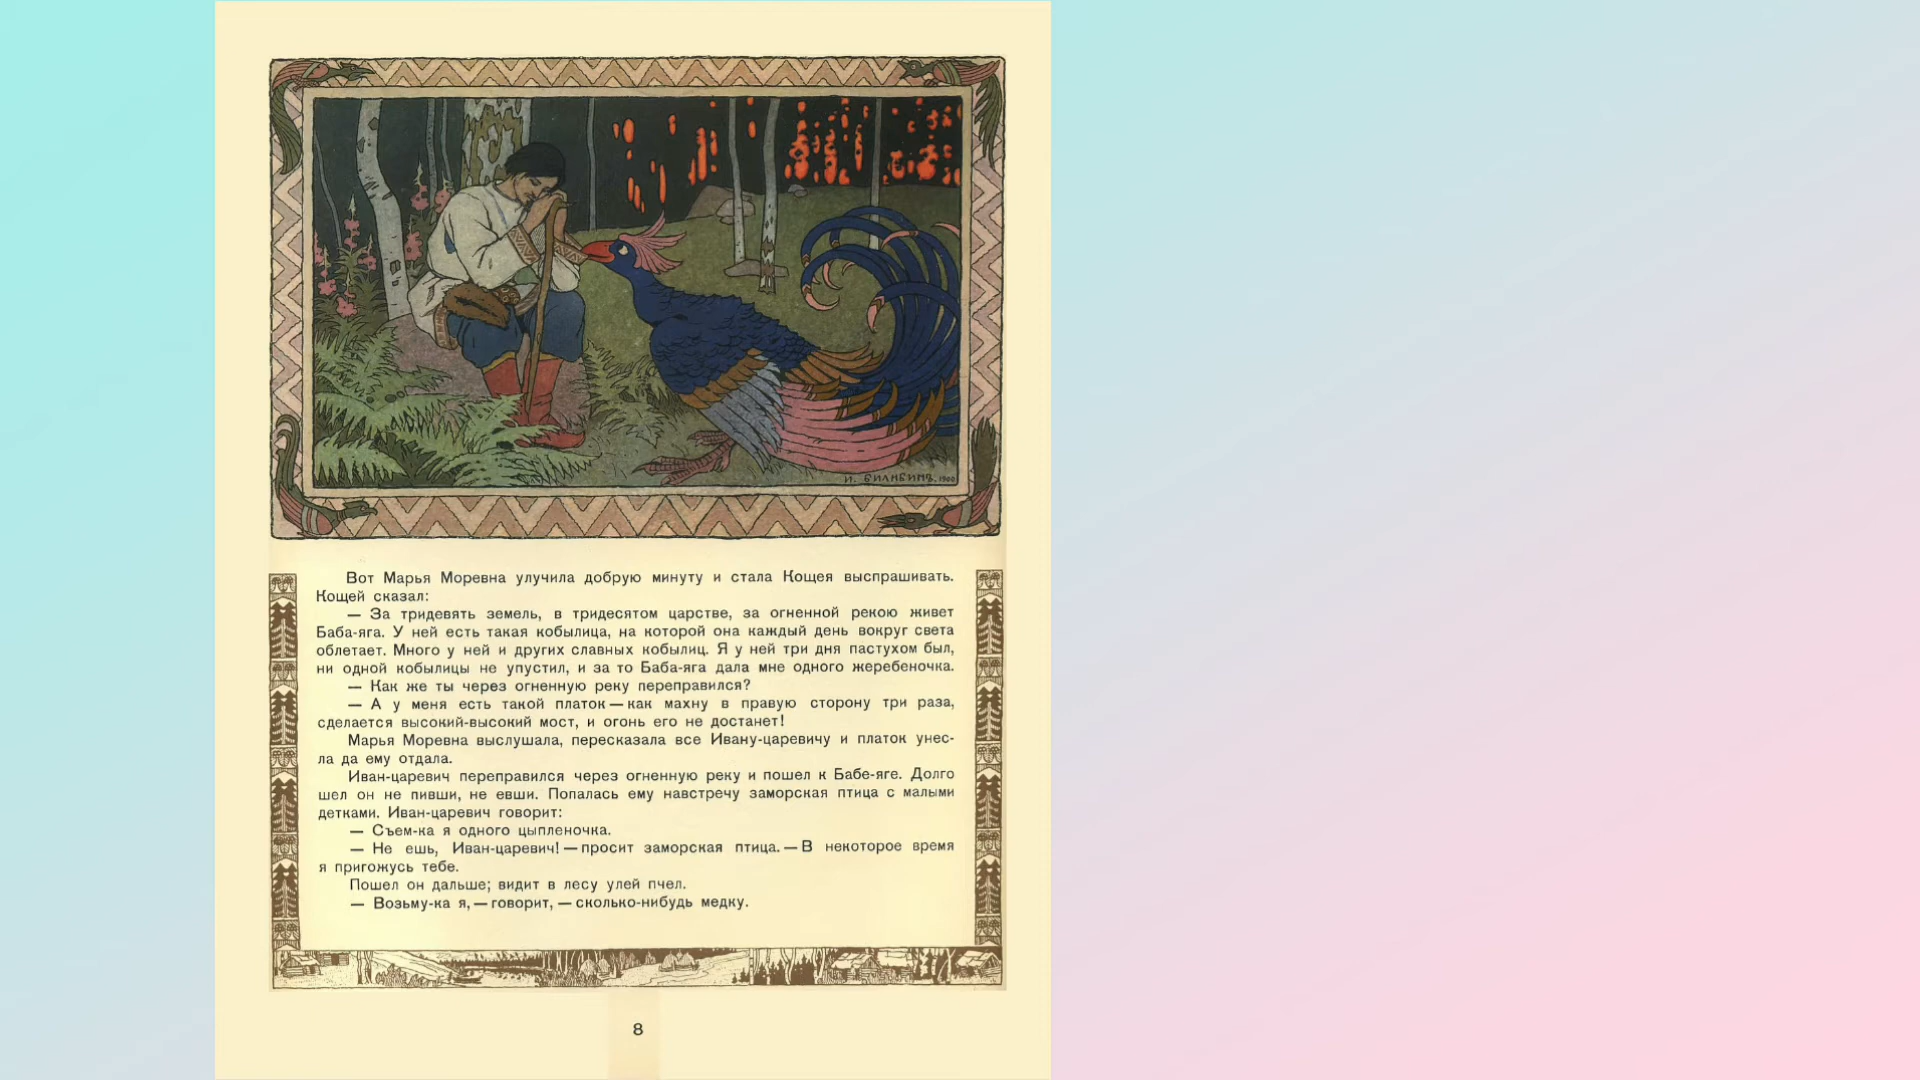 И. БИЛИБИНЪ. 1900
Вот Марья Моревна улучила добрую минуту и стала Кощея выспрашивать.
Кощей сказал:
— За тридевять земель, в тридесятом царстве, за огненной рекою живет
Баба-яга. У ней есть такая кобылица, на которой она каждый день вокруг света
облетает. Много у ней и других славных кобылиц. Я у ней три дня пастухом был,
ни одной кобылицы не упустил, и за то Баба-яга дала мне одного жеребеночка.
— Как же ты через огненную реку переправился?
— А у меня есть такой платок — как махну в правую сторону три раза,
сделается высокий-высокий мост, и огонь его не достанет!
Марья Моревна выслушала, пересказала все Ивану-царевичу и платок унес-
ла да ему отдала.
Иван-царевич переправился через огненную реку и пошел к Бабе-яге. Долго
шел он не пивши, не евши. Попалась ему навстречу заморская птица с малыми
детками. Иван-царевич говорит:
— Съем-ка я одного цыпленочка.
— Не ешь, Иван-царевич! — просит заморская птица. — В некоторое время
я пригожусь тебе.
Пошел он дальше; видит в лесу улей пчел.
— Возьму-ка я, — говорит, — сколько-нибудь медку.
8